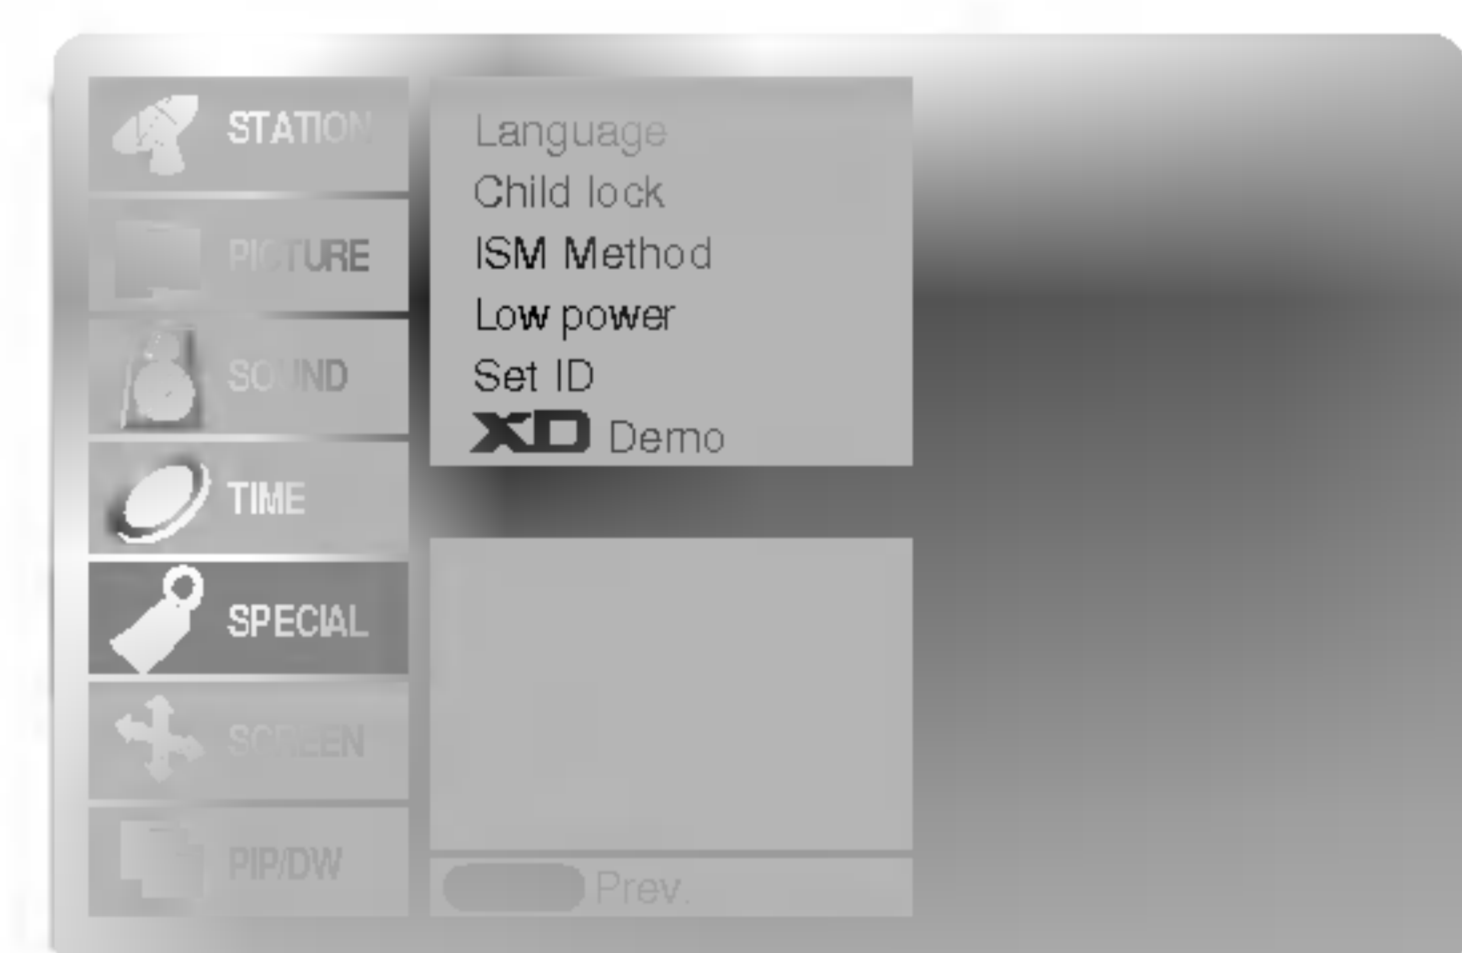 STATION
PICTURE
SOUND
TIME
SPECIAL
SCREEN
PIP/DW
Language
Child lock
ISM Method
Low power
Set ID
XD Demo
Prev.